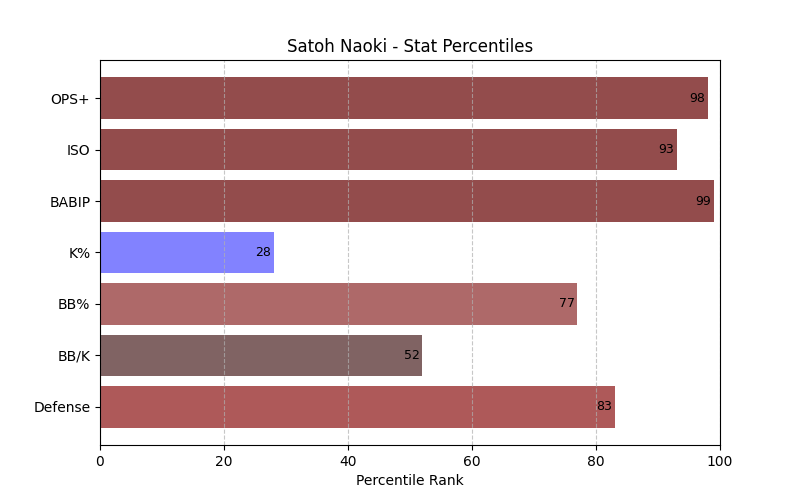 Satoh Naoki - Stat Percentiles
OPS+ 98
ISO 93
BABIP 99
K% 28
BB% 77
BB/K 52
Defense 83
0 20 40 60 80 100
Percentile Rank